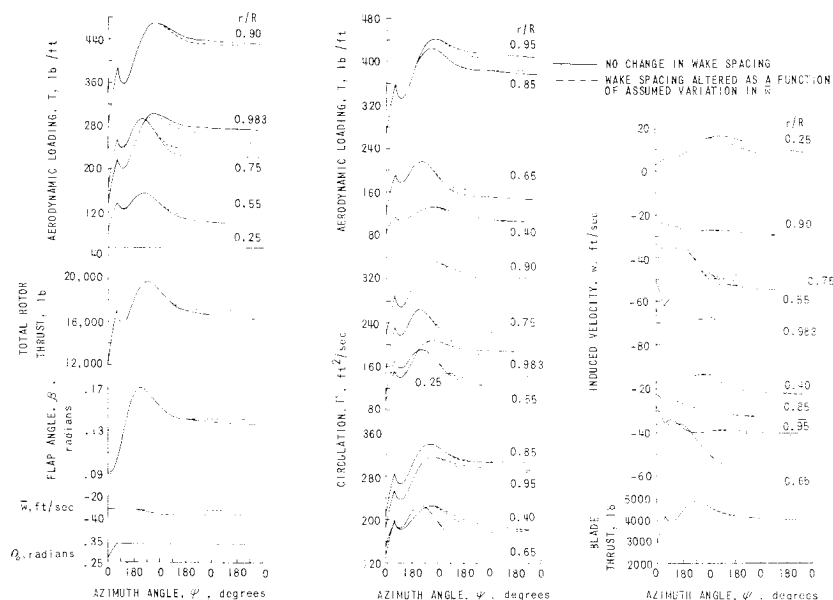 r/R
440
0.90
360
280
0.983
200
0.75
120
0.55
40
0.25
AERODYNAMIC LOADING, T, lb/ft
20,000
16,000
12,000
TOTAL ROTOR
THRUST, lb
.17
.13
.09
FLAP ANGLE, β,
radians
-20
-40
w̄, ft/sec
.35
.25
radians
0 180 0 180 0 180 0
AZIMUTH ANGLE, ψ, degrees
480
r/R
400
0.95
0.85
320
240
160
0.65
80
0.40
AERODYNAMIC LOADING, T, lb/ft
320
0.90
240
0.75
160
0.983
0.25
80
0.55
360
0.85
280
0.95
200
0.40
120
0.65
CIRCULATION, Γ, ft²/sec
0 180 0 180 0 180 0
AZIMUTH ANGLE, ψ, degrees
NO CHANGE IN WAKE SPACING
WAKE SPACING ALTERED AS A FUNCTION
OF ASSUMED VARIATION IN w̄
r/R
20
0.25
0
-20
0.90
-40
0.75
0.55
-60
0.983
-80
0.40
-20
0.85
-40
0.95
-60
0.65
INDUCED VELOCITY, w, ft/sec
6000
4000
2000
BLADE
THRUST, lb
0 180 0 180 0 180 0
AZIMUTH ANGLE, ψ, degrees